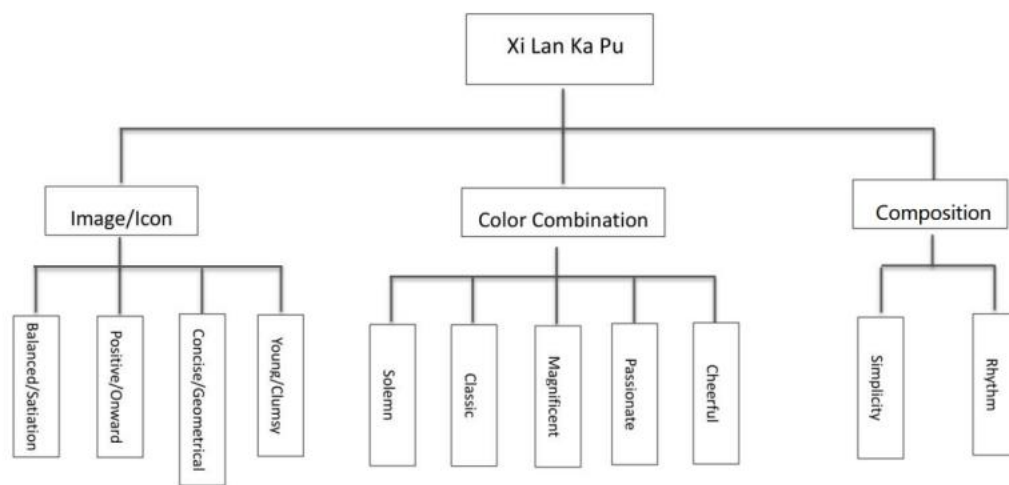 Xi Lan Ka Pu
Image/Icon
Color Combination
Composition
Balanced/Satiation
Positive/Onward
Concise/Geometrical
Young/Clumsy
Solemn
Classic
Magnificent
Passionate
Cheerful
Simplicity
Rhythm